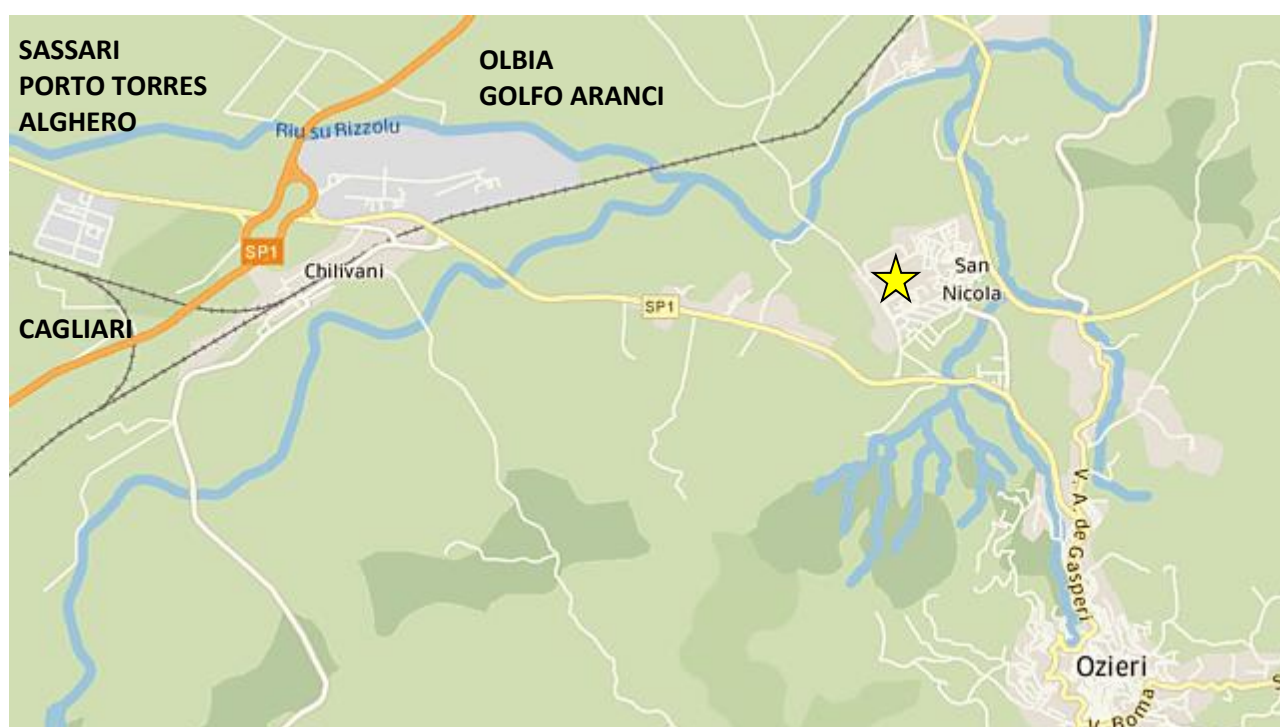 SASSARI
PORTO TORRES
ALGHERO
OLBIA
GOLFO ARANCI
Riu su Rizzolu
SP1
Chilivani
CAGLIARI
SP1
San
Nicola
V. A. de Gasperi
Ozieri
V. Roma
S